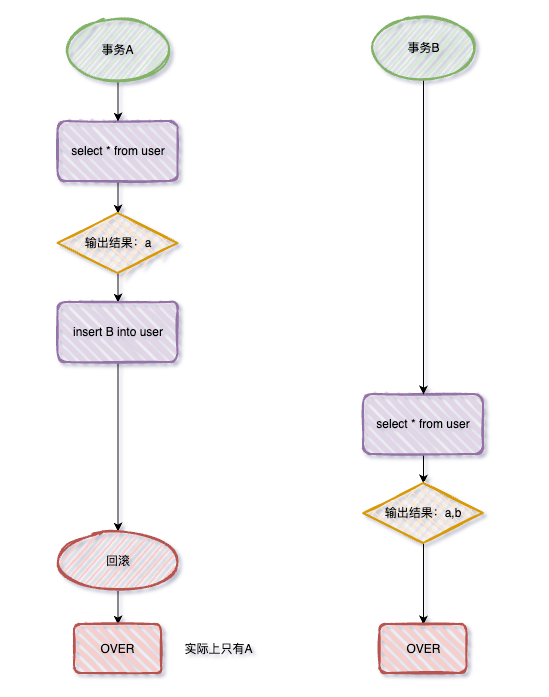 事务A
事务B
select * from user
输出结果：a
insert B into user
select * from user
输出结果：a,b
回滚
OVER
实际上只有A
OVER